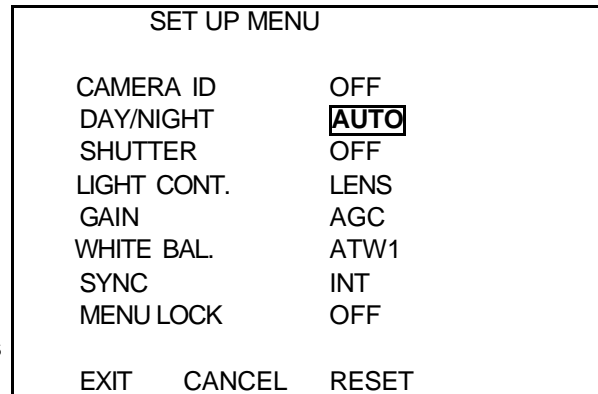 SET UP MENU
CAMERA ID OFF
DAY/NIGHT AUTO
SHUTTER OFF
LIGHT CONT. LENS
GAIN AGC
WHITE BAL. ATW1
SYNC INT
MENU LOCK OFF
EXIT CANCEL RESET